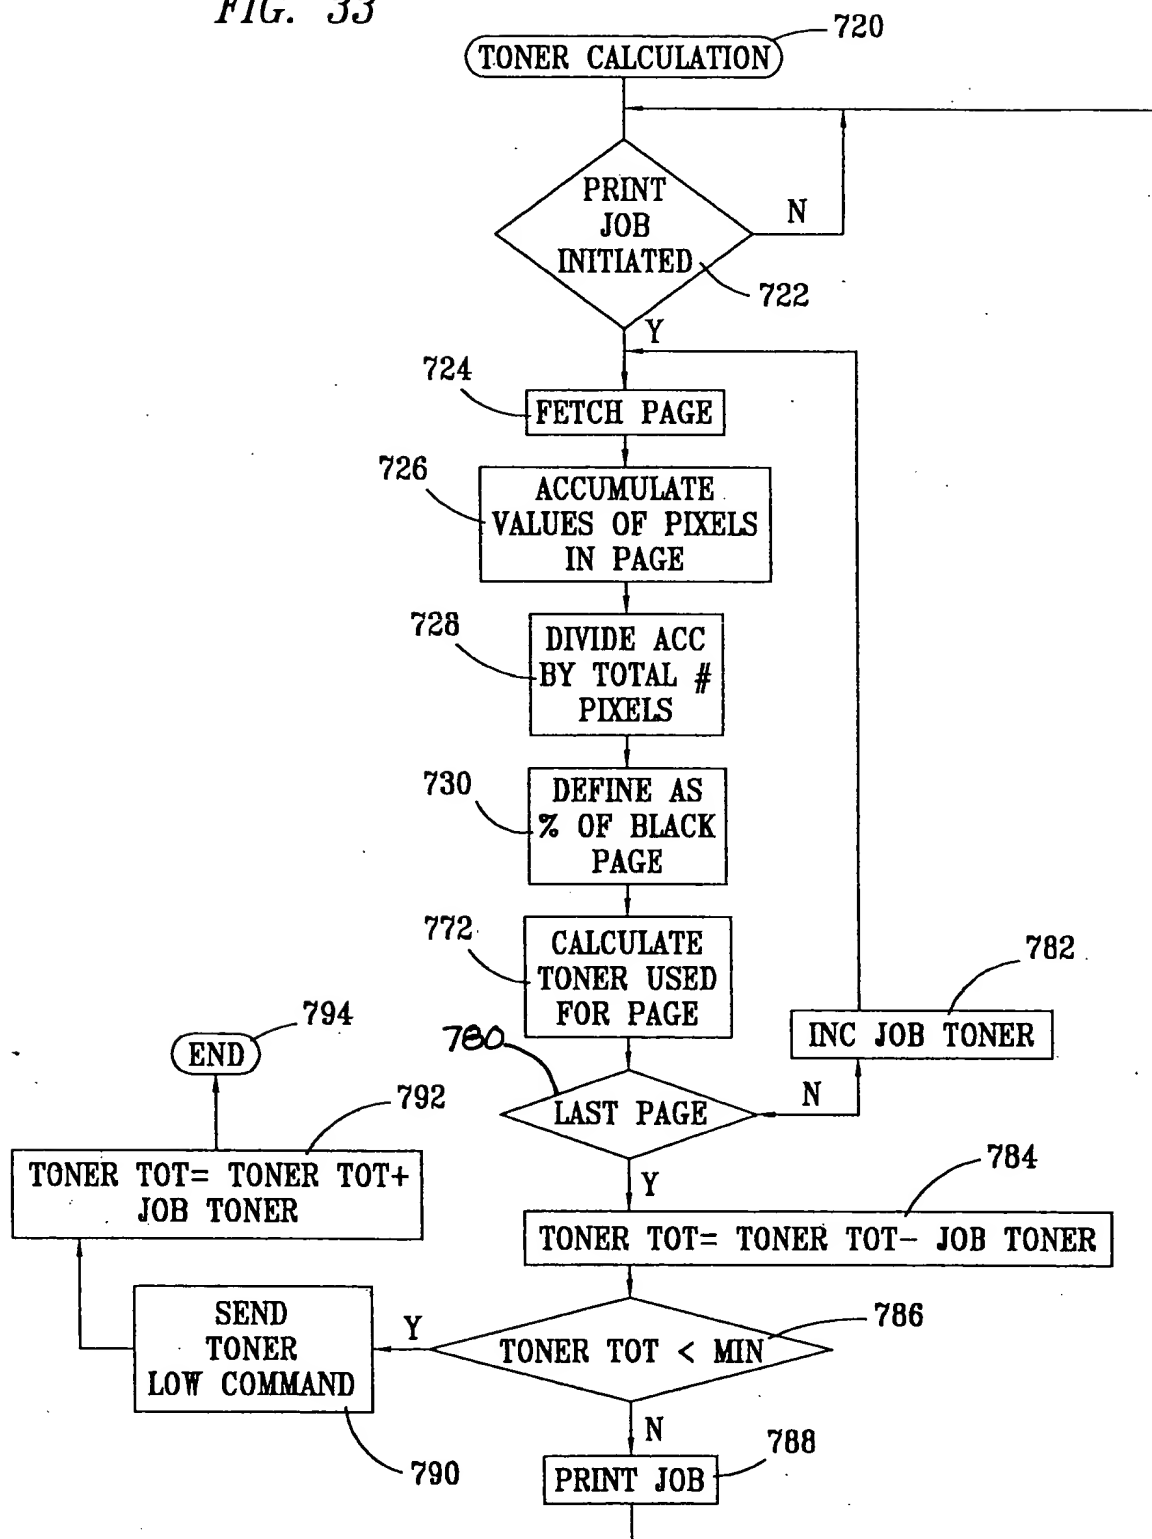 FIG. 33
720
TONER CALCULATION
PRINT
JOB
INITIATED
N
722
Y
724
FETCH PAGE
726
ACCUMULATE
VALUES OF PIXELS
IN PAGE
728
DIVIDE ACC
BY TOTAL #
PIXELS
730
DEFINE AS
% OF BLACK
PAGE
772
CALCULATE
TONER USED
FOR PAGE
782
INC JOB TONER
780
LAST PAGE
N
794
END
792
TONER TOT= TONER TOT+
JOB TONER
Y
784
TONER TOT= TONER TOT- JOB TONER
786
TONER TOT < MIN
Y
SEND
TONER
LOW COMMAND
790
N
788
PRINT JOB